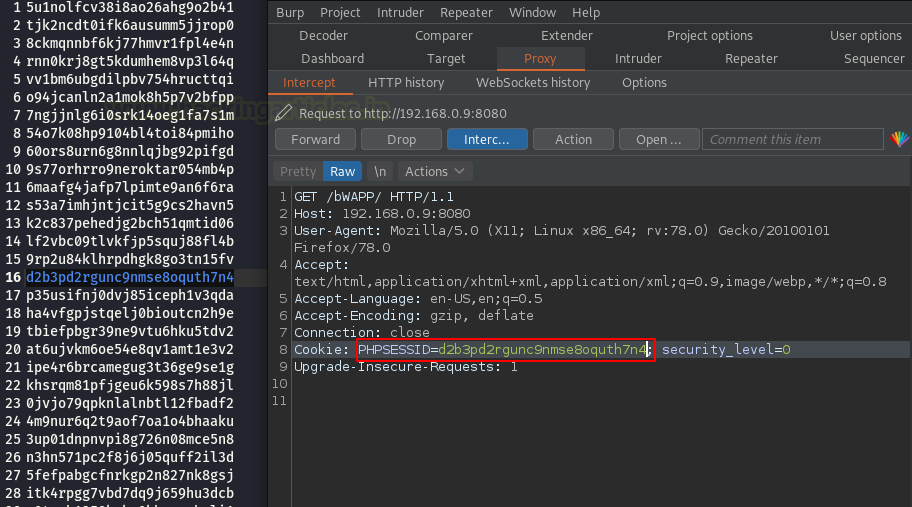 1 5u1nolfcv38i8ao26ahg9o2b41
2 tjk2ncdt0ifk6ausumm5jjrop0
3 8ckmqnnbf6kj77hmvr1fpl4e4n
4 rnn0krj8gt5kdumhem8vp3l64q
5 vv1bm6ubgdilpbv754hructtqi
6 o94jcanln2a1mok8h5p7v2bfpp
7 7ngjjnlg6i0srk14oeg1fa7s1m
8 54o7k08hp9104bl4toi84pmiho
9 60ors8urn6g8nnlqjbg92pifgd
10 9s77orhrro9neroktar054mb4p
11 6maafg4jafp7lpimte9an6f6ra
12 s53a7imhjntjcit5g9cs2havn5
13 k2c837pehedjg2bch51qmtid06
14 lf2vbc09tlvkfjp5squj88fl4b
15 9rp2u84klhrpdhgk8go3tn15fv
16 d2b3pd2rgunc9nmse8oquth7n4
17 p35usifnj0dvj85iceph1v3qda
18 ha4vfgpjstqelj0bioutcn2h9e
19 tbiefpbgr39ne9vtu6hku5tdv2
20 at6ujvkm6oe54e8qv1amt1e3v2
21 ipe4r6brcamegug3t36ge9se1g
22 khsrqm81pfjgeu6k598s7h88jl
23 0jvjo79qpknlalnbtl12fbadf2
24 4m9nur6q2t9aof7oa1o4bhaaku
25 3up01dnpnvpi8g726n08mce5n8
26 n3hn571pc2f8j6j05quff2il3d
27 5fefpabgcfnrkgp2n827nk8gsj
28 itk4rpgg7vbd7dq9j659hu3dcb
Burp Project Intruder Repeater Window Help
Decoder Comparer Extender Project options User options
Dashboard Target Proxy Intruder Repeater Sequencer
Intercept HTTP history WebSockets history Options
Request to http://192.168.0.9:8080
Forward Drop Interc... Action Open ... Comment this item
Pretty Raw \n Actions
1 GET /bWAPP/ HTTP/1.1
2 Host: 192.168.0.9:8080
3 User-Agent: Mozilla/5.0 (X11; Linux x86_64; rv:78.0) Gecko/20100101
Firefox/78.0
4 Accept:
text/html,application/xhtml+xml,application/xml;q=0.9,image/webp,*/*;q=0.8
5 Accept-Language: en-US,en;q=0.5
6 Accept-Encoding: gzip, deflate
7 Connection: close
8 Cookie: PHPSESSID=d2b3pd2rgunc9nmse8oquth7n4; security_level=0
9 Upgrade-Insecure-Requests: 1
10
11